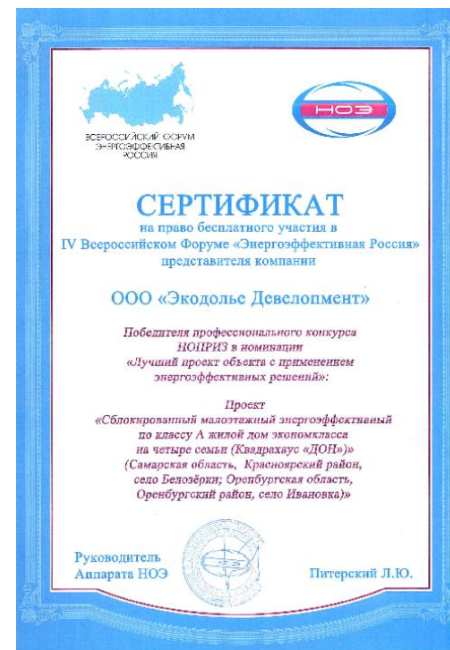 ВСЕРОССИЙСКИЙ ФОРУМ
ЭНЕРГОЭФФЕКТИВНАЯ
РОССИЯ
НОЭ
СЕРТИФИКАТ
на право бесплатного участия в
IV Всероссийском Форуме «Энергоэффективная Россия»
представителя компании
ООО «Экодолье Девелопмент»
Победителя профессионального конкурса
НОПРИЗ в номинации
«Лучший проект объекта с применением
энергоэффективных решений»:
Проект
«Сблокированный малоэтажный энергоэффективный
по классу А жилой дом экономкласса
на четыре семьи (Квадрахаус «ДОН»)»
(Самарская область, Красноярский район,
село Белозёрки; Оренбургская область,
Оренбургский район, село Ивановка)»
Руководитель
Аппарата НОЭ
Питерский Л.Ю.